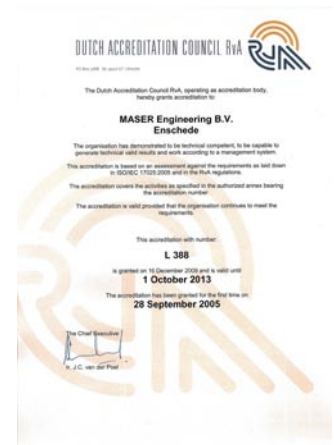 DUTCH ACCREDITATION COUNCIL RvA
RvA
The Dutch Accreditation Council RvA, operating as accreditation body,
hereby grants accreditation to:
MASER Engineering B.V.
Enschede
The organisation has demonstrated to be technical competent, to be capable to
generate technical valid results and work according to a management system.
This accreditation is based on an assessment against the requirements as laid down
in ISO/IEC 17025:2005 and in the RvA regulations.
The accreditation covers the activities as specified in the authorized annex bearing
the accreditation number.
The accreditation is valid provided that the organisation continues to meet the
requirements.
This accreditation with number:
L 388
is granted on 16 December 2009 and is valid until
1 October 2013
The accreditation has been granted for the first time on:
28 September 2005
The Chief Executive
Ir. J.C. van der Poel